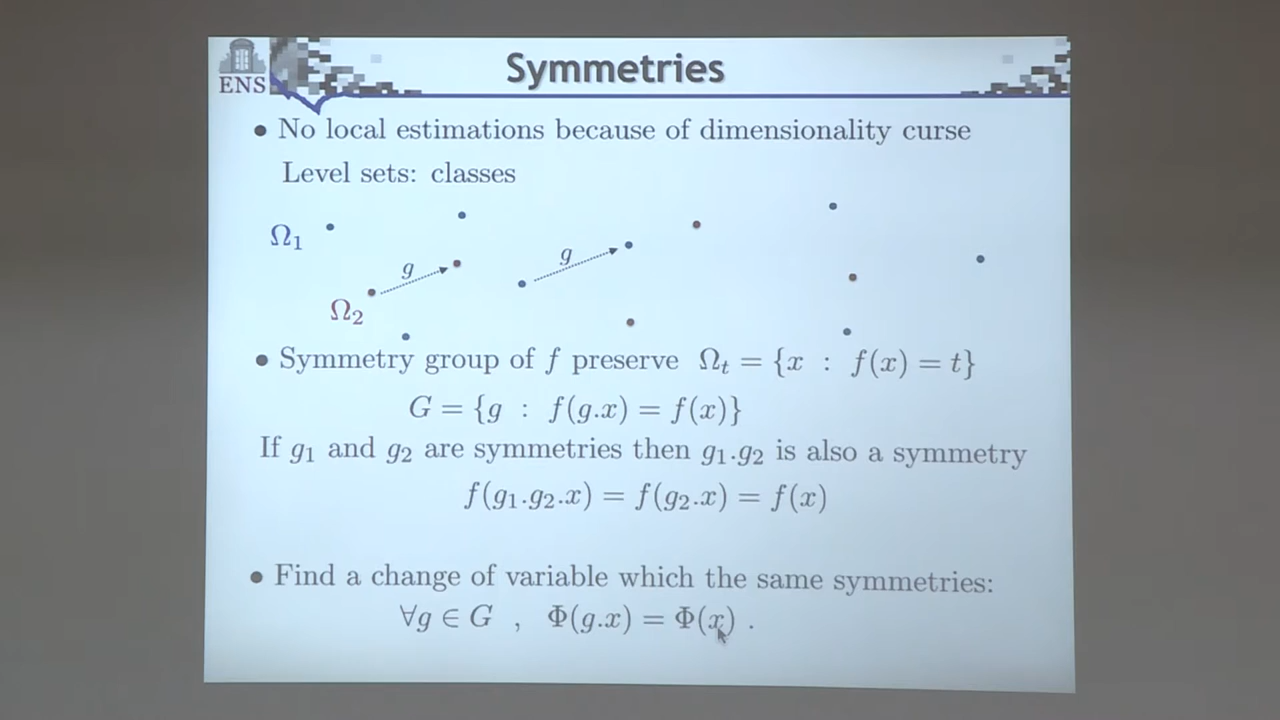 ENS
Symmetries
• No local estimations because of dimensionality curse
Level sets: classes
Ω₁
g
g
Ω₂
• Symmetry group of f preserve Ωₜ = {x : f(x) = t}
G = {g : f(g.x) = f(x)}
If g₁ and g₂ are symmetries then g₁.g₂ is also a symmetry
f(g₁.g₂.x) = f(g₂.x) = f(x)
• Find a change of variable which the same symmetries:
∀g ∈ G , Φ(g.x) = Φ(x) .